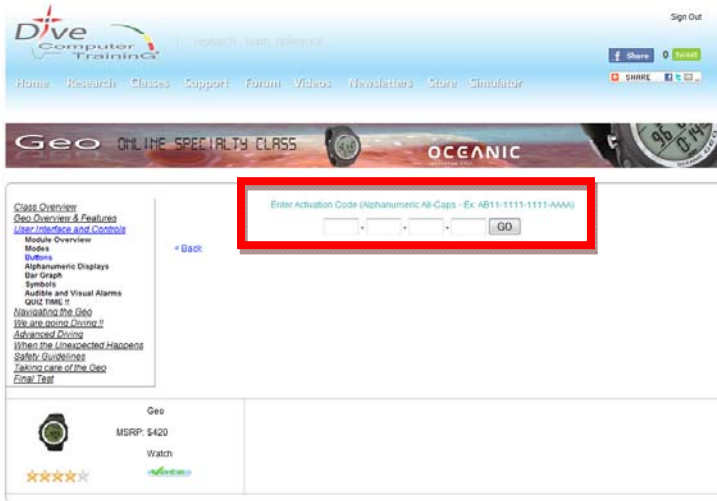 Sign Out
Dive
Computer
Training
research learn reference
f Share 0 Tweet
SHARE
Home Research Classes Support Forum Videos Newsletters Store Simulator
Geo ONLINE SPECIALTY CLASS
OCEANIC
Enter Activation Code (Alphanumeric All-Caps - Ex: AB11-1111-1111-AAAA)
- - - GO
< Back
Class Overview
Geo Overview & Features
User Interface and Controls
Module Overview
Modes
Buttons
Alphanumeric Displays
Bar Graph
Symbols
Audible and Visual Alarms
QUIZ TIME !!
Navigating the Geo
We are going Diving !!
Advanced Diving
When the Unexpected Happens
Safety Guidelines
Taking care of the Geo
Final Test
Geo
MSRP: $420
Watch
Vote